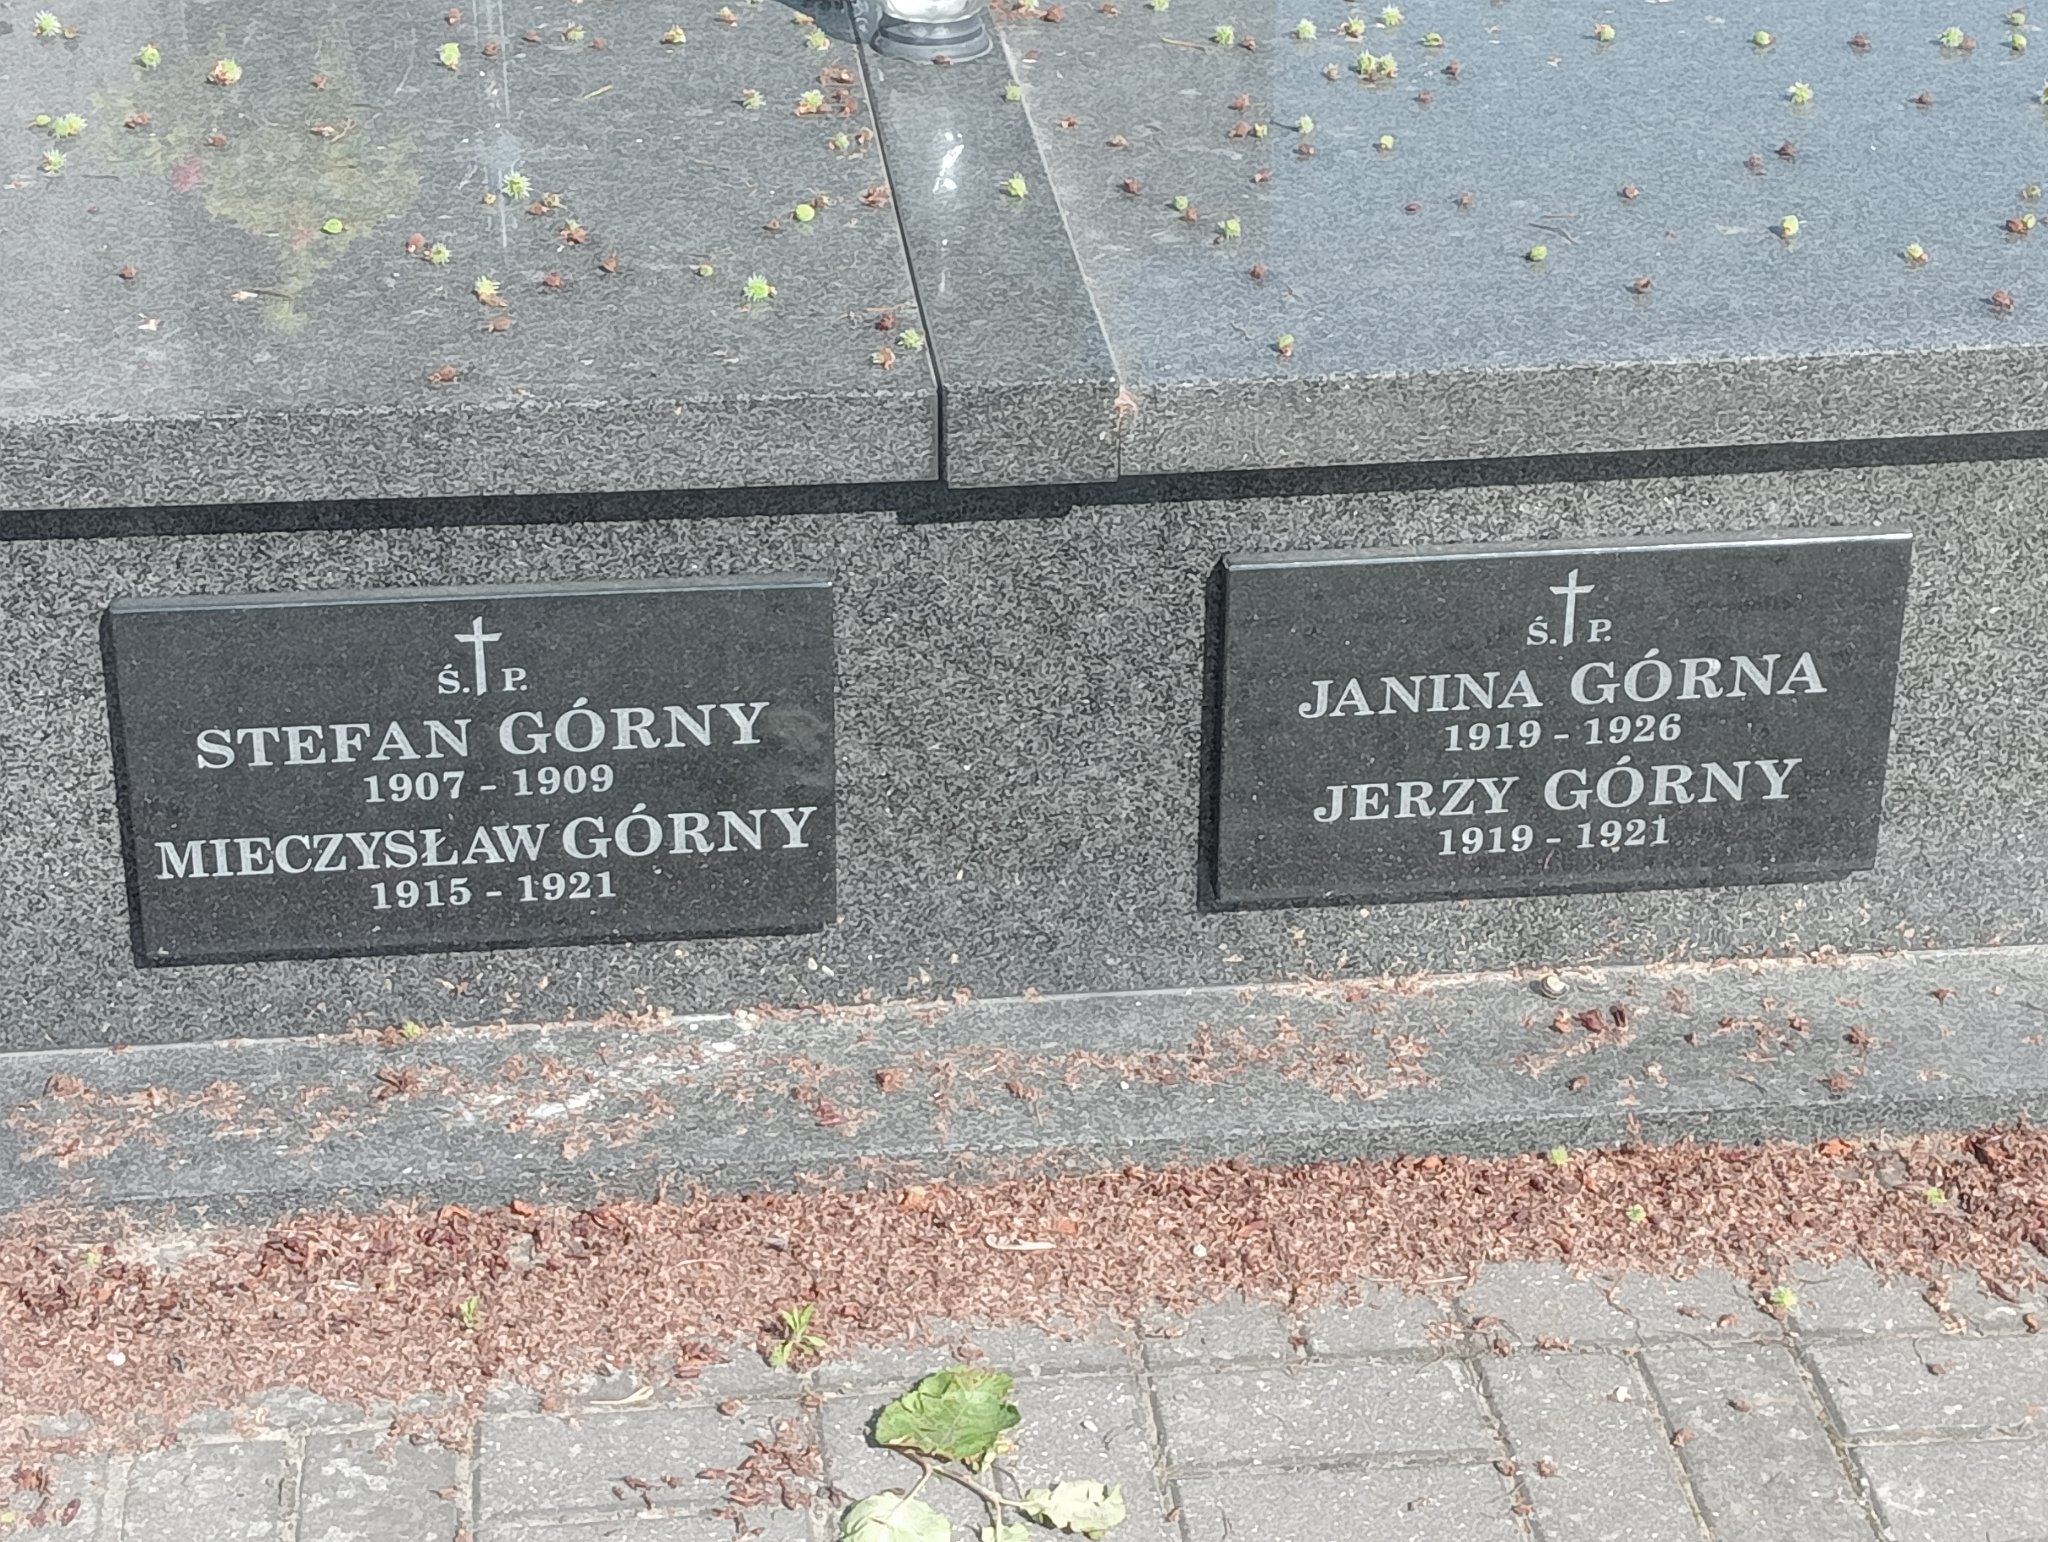 Ś. P.
STEFAN GÓRNY
1907 - 1909
MIECZYSŁAW GÓRNY
1915 - 1921
Ś. P.
JANINA GÓRNA
1919 - 1926
JERZY GÓRNY
1919 - 1921